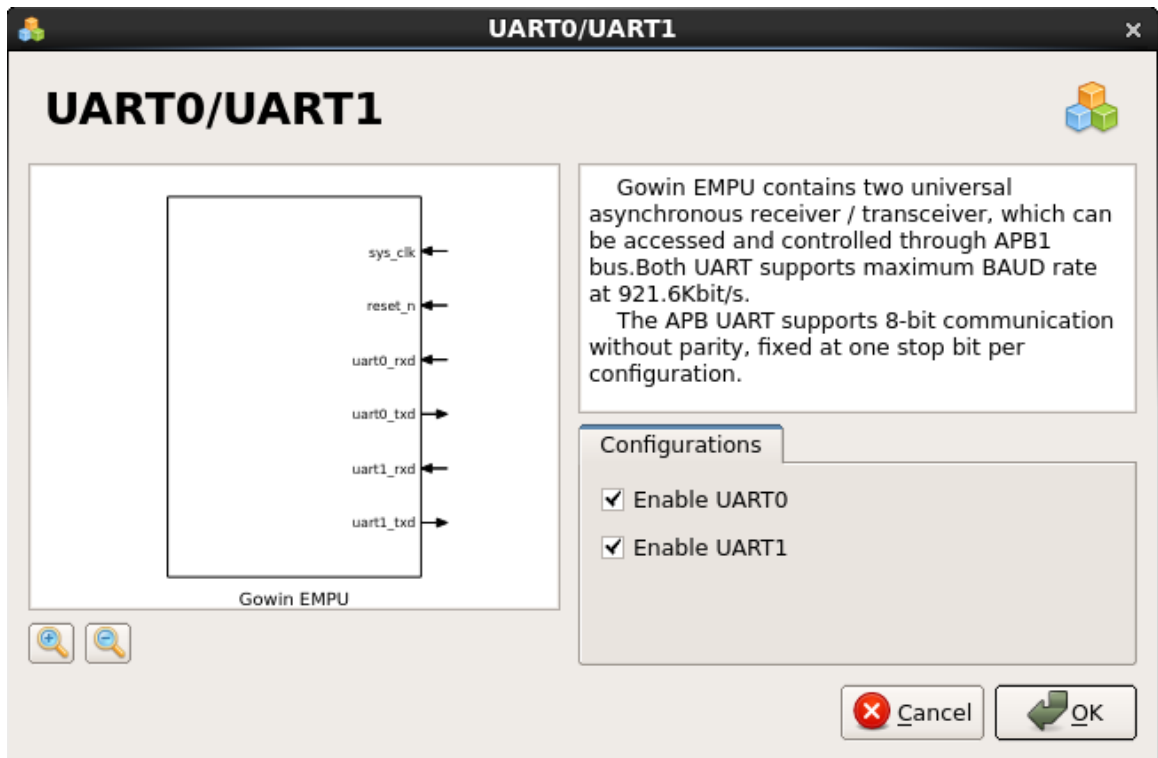 UART0/UART1
UART0/UART1
sys_clk
reset_n
uart0_rxd
uart0_txd
uart1_rxd
uart1_txd
Gowin EMPU
Gowin EMPU contains two universal
asynchronous receiver / transceiver, which can
be accessed and controlled through APB1
bus.Both UART supports maximum BAUD rate
at 921.6Kbit/s.
The APB UART supports 8-bit communication
without parity, fixed at one stop bit per
configuration.
Configurations
Enable UART0
Enable UART1
Cancel
OK